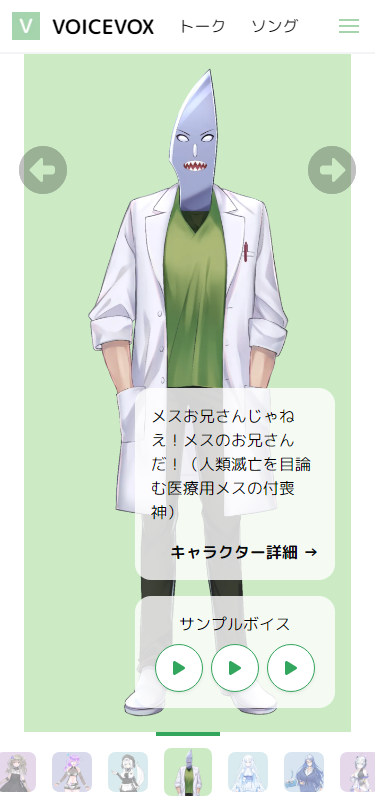 V VOICEVOX トーク ソング
メスお兄さんじゃね
え！メスのお兄さん
だ！（人類滅亡を目論
む医療用メスの付喪
神）
キャラクター詳細 →
サンプルボイス